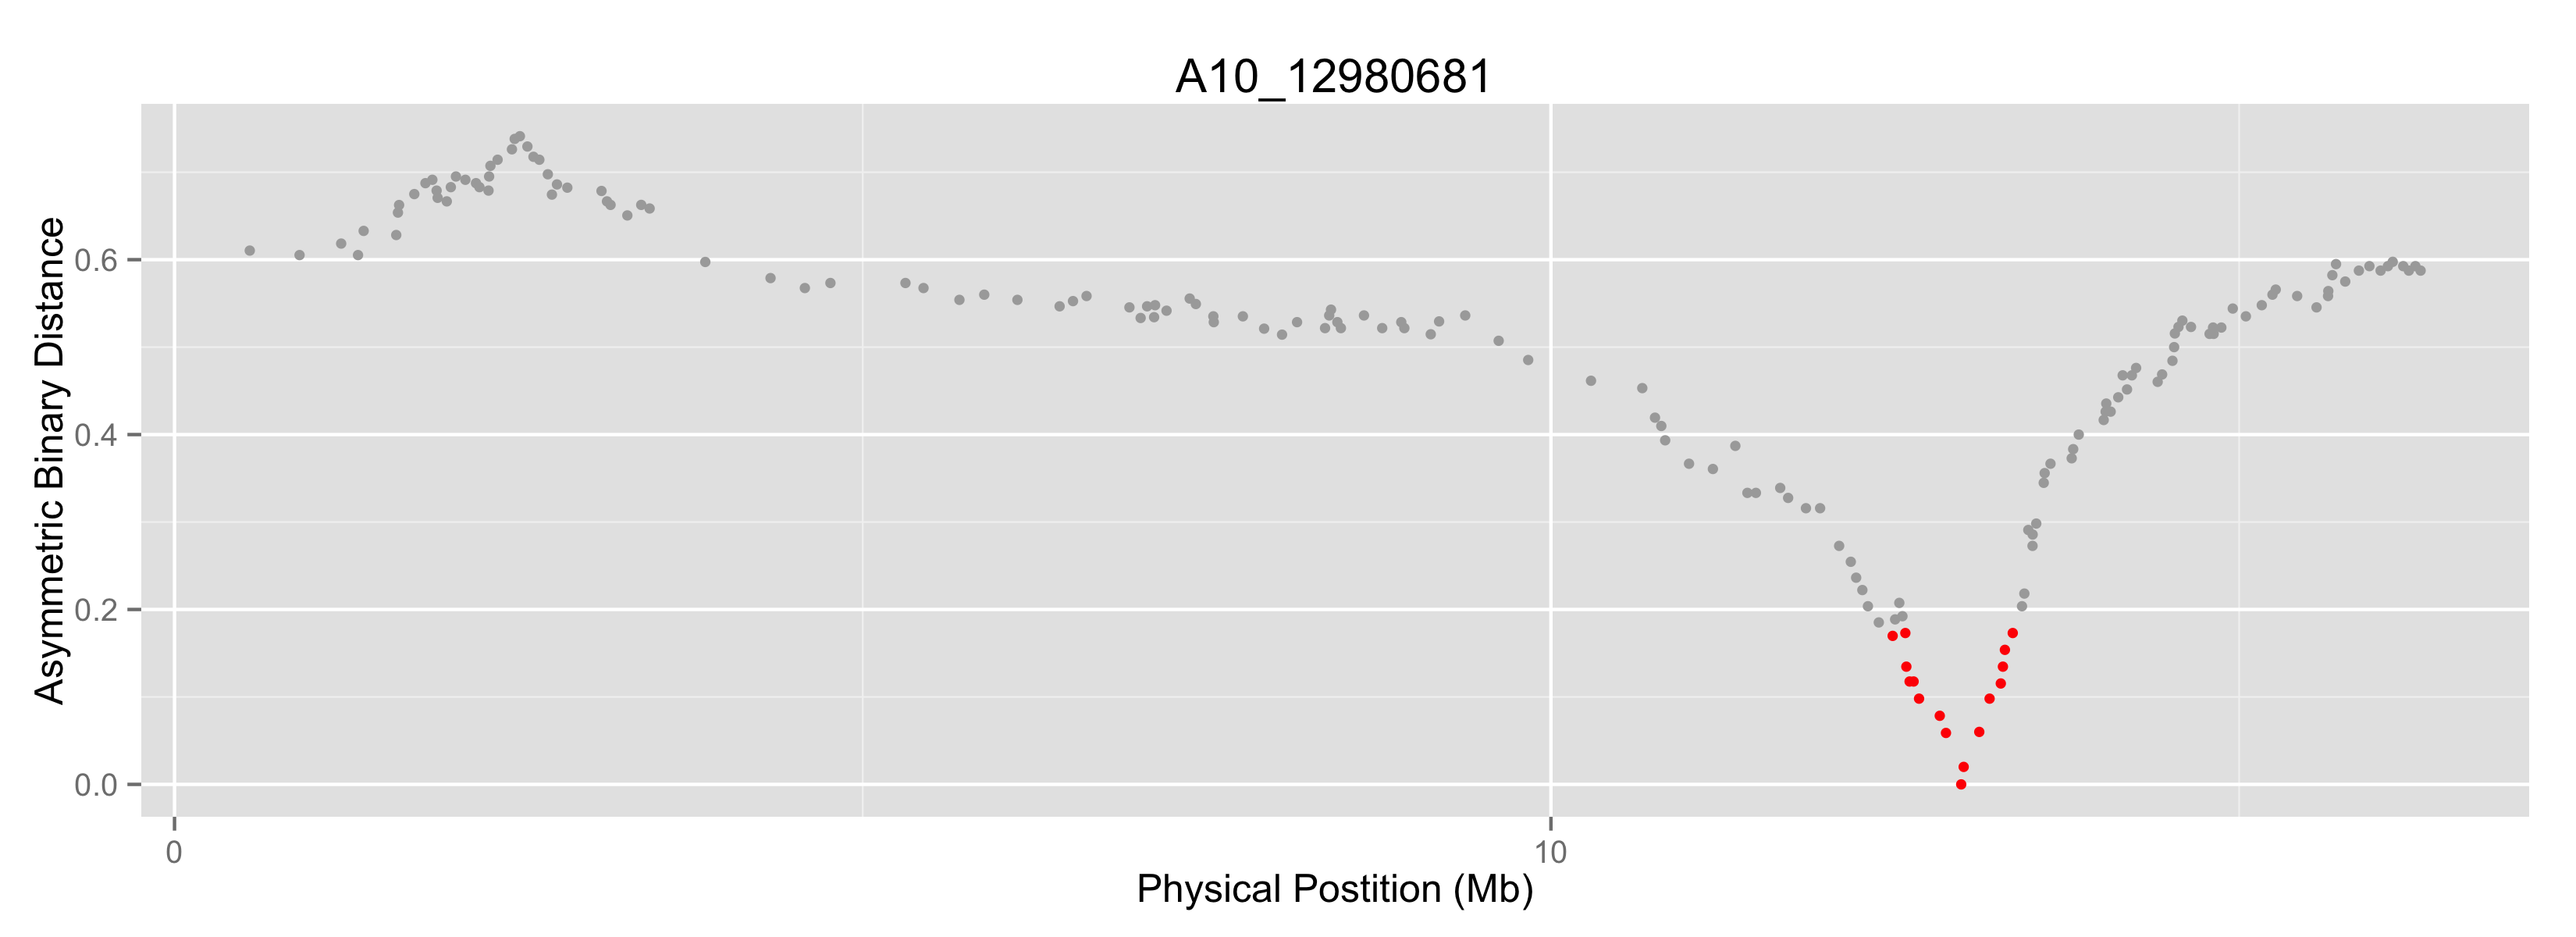 A10_12980681
Asymmetric Binary Distance
0.6
0.4
0.2
0.0
0
10
Physical Postition (Mb)